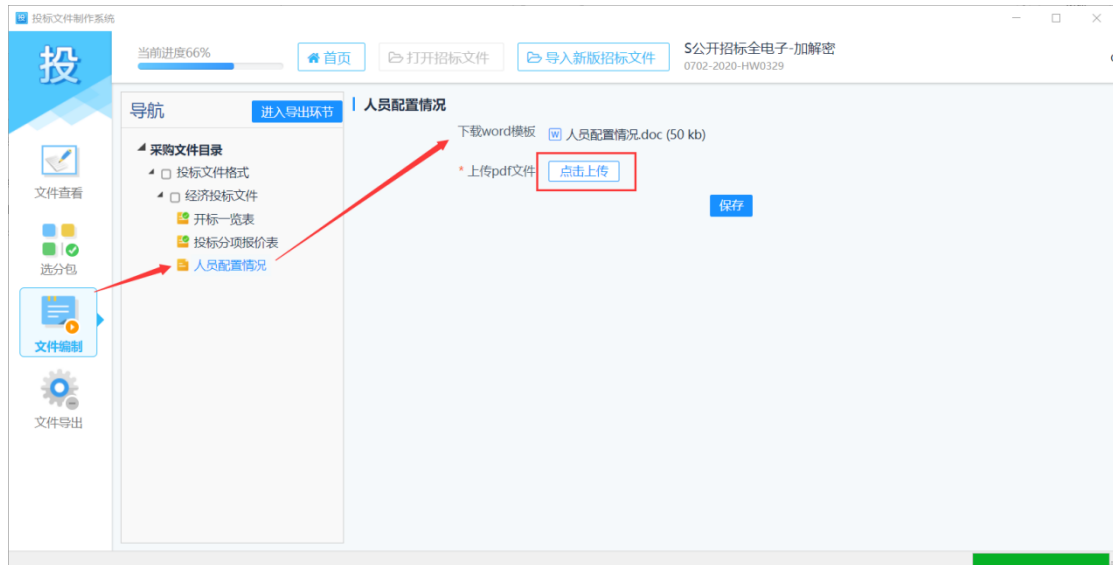 投标文件制作系统
投
当前进度66%
首页
打开招标文件
导入新版招标文件
S公开招标全电子-加解密
0702-2020-HW0329
文件查看
选分包
文件编制
文件导出
导航
进入导出环节
采购文件目录
投标文件格式
经济投标文件
开标一览表
投标分项报价表
人员配置情况
人员配置情况
下载word模板 人员配置情况.doc (50 kb)
* 上传pdf文件 点击上传
保存